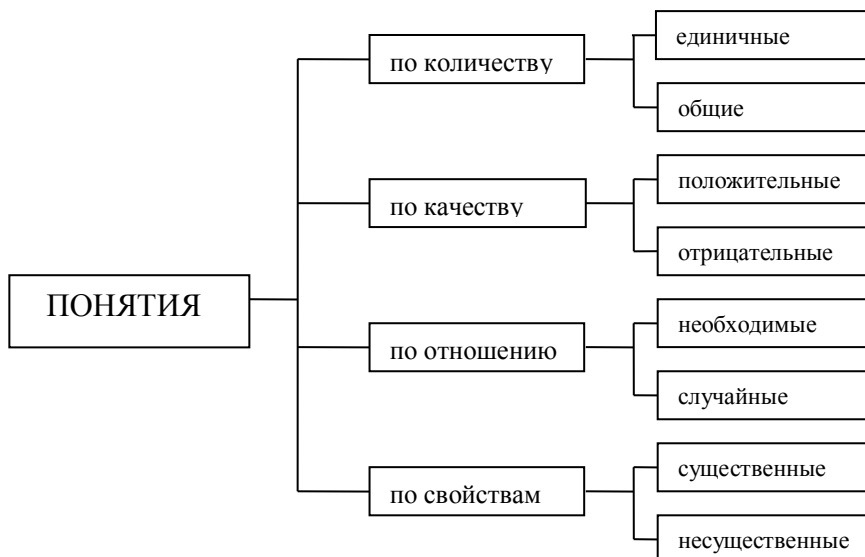 единичные
по количеству
общие
положительные
по качеству
отрицательные
ПОНЯТИЯ
необходимые
по отношению
случайные
существенные
по свойствам
несущественные